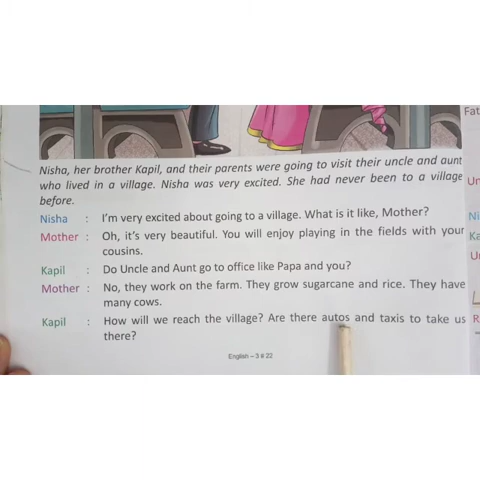 Nisha, her brother Kapil, and their parents were going to visit their uncle and aunt
who lived in a village. Nisha was very excited. She had never been to a village
before.
Nisha : I'm very excited about going to a village. What is it like, Mother?
Mother : Oh, it's very beautiful. You will enjoy playing in the fields with your
cousins.
Kapil : Do Uncle and Aunt go to office like Papa and you?
Mother : No, they work on the farm. They grow sugarcane and rice. They have
many cows.
Kapil : How will we reach the village? Are there autos and taxis to take us
there?
English – 3 # 22